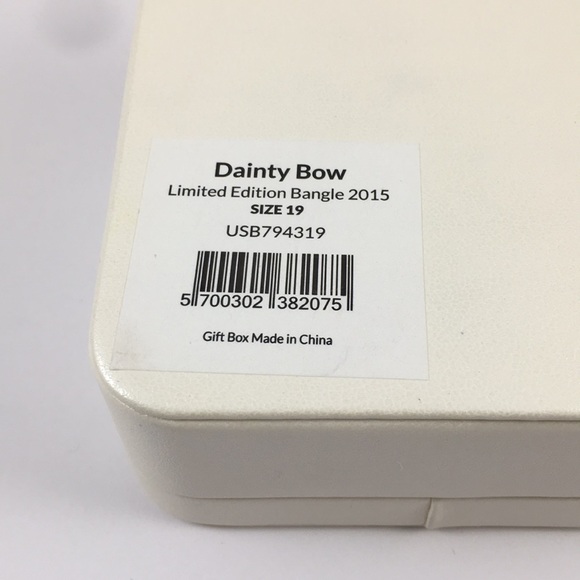 Dainty Bow
Limited Edition Bangle 2015
SIZE 19
USB794319
5 700302 382075
Gift Box Made in China